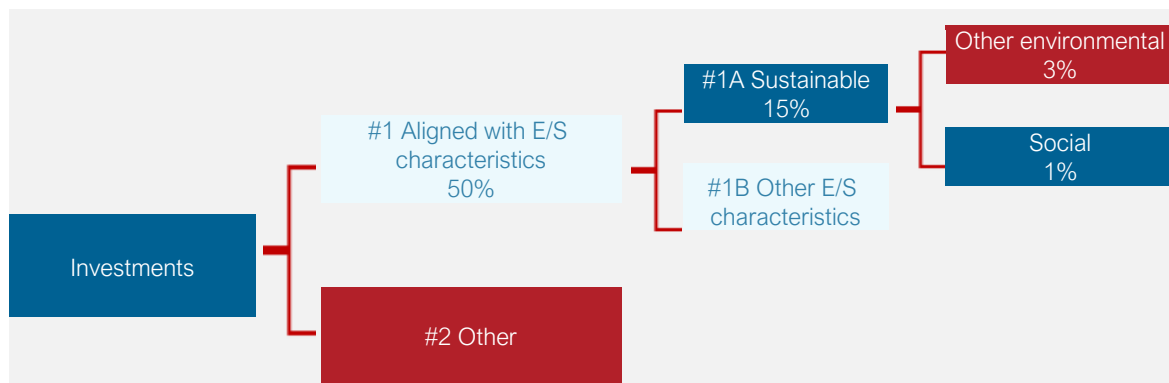 Investments
#1 Aligned with E/S
characteristics
50%
#2 Other
#1A Sustainable
15%
#1B Other E/S
characteristics
Other environmental
3%
Social
1%